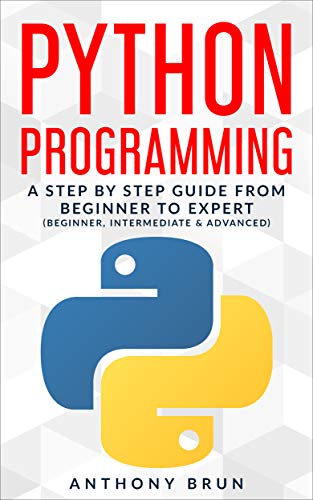 PYTHON
PROGRAMMING
A STEP BY STEP GUIDE FROM
BEGINNER TO EXPERT
(BEGINNER, INTERMEDIATE & ADVANCED)
ANTHONY BRUN